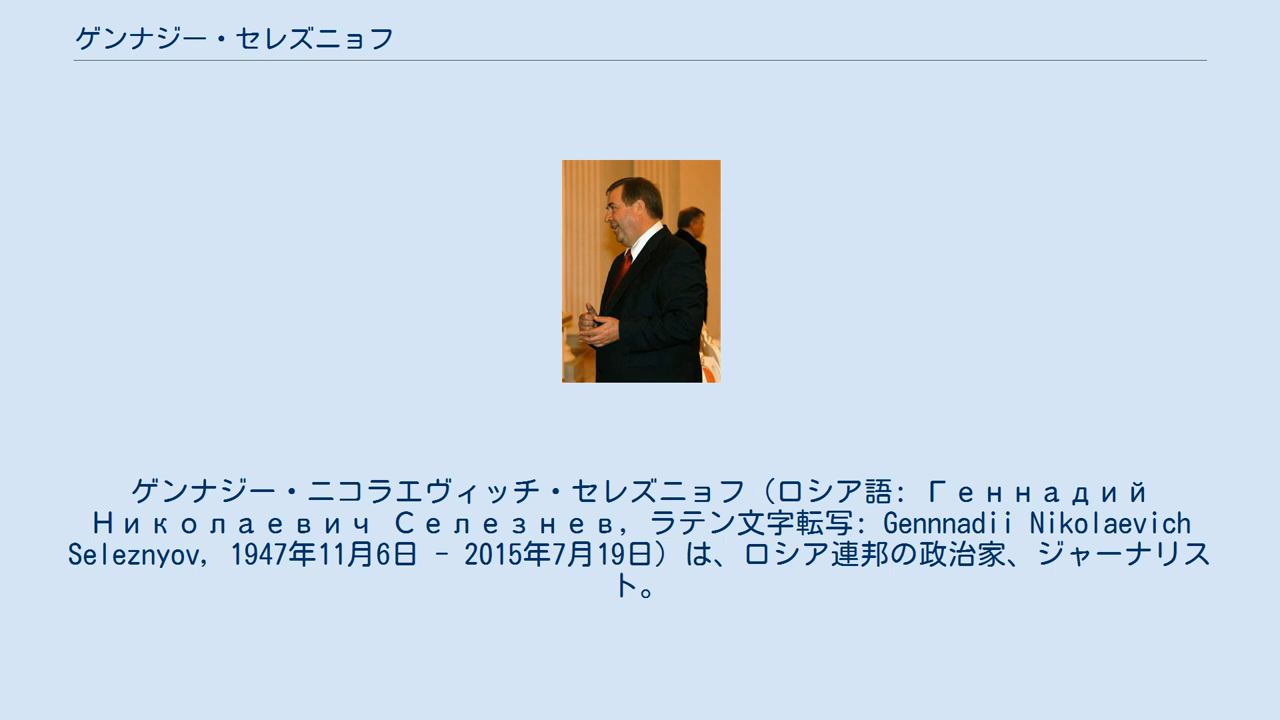 ゲンナジー・セレズニョフ
ゲンナジー・ニコラエヴィッチ・セレズニョフ（ロシア語: Геннадий
Николаевич Селезнев, ラテン文字転写: Gennnadii Nikolaevich
Seleznyov, 1947年11月6日 - 2015年7月19日）は、ロシア連邦の政治家、ジャーナリス
ト。